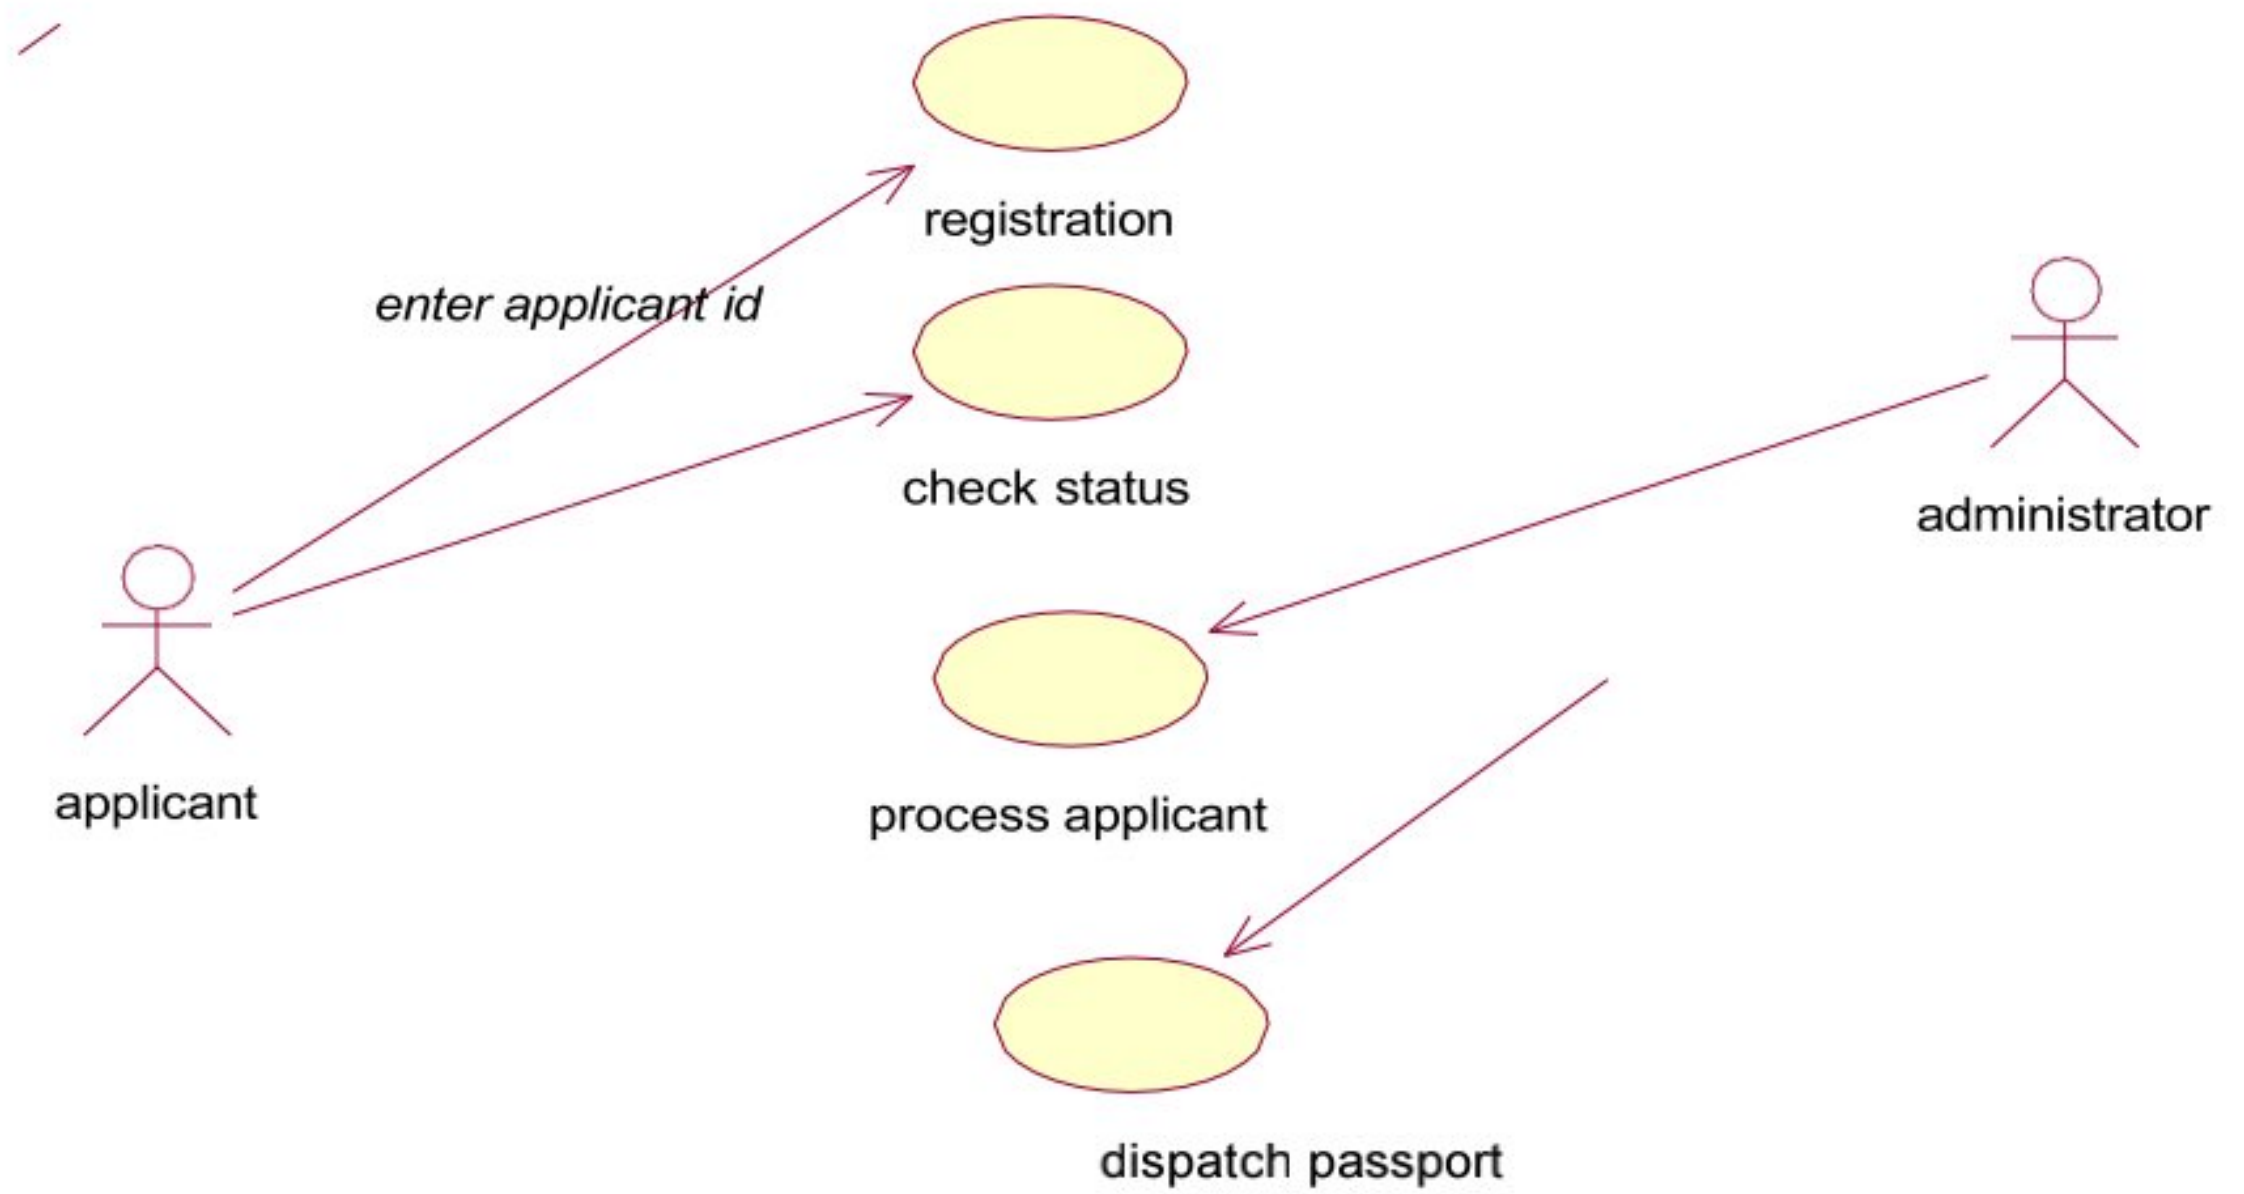 registration
enter applicant id
check status
administrator
applicant
process applicant
dispatch passport